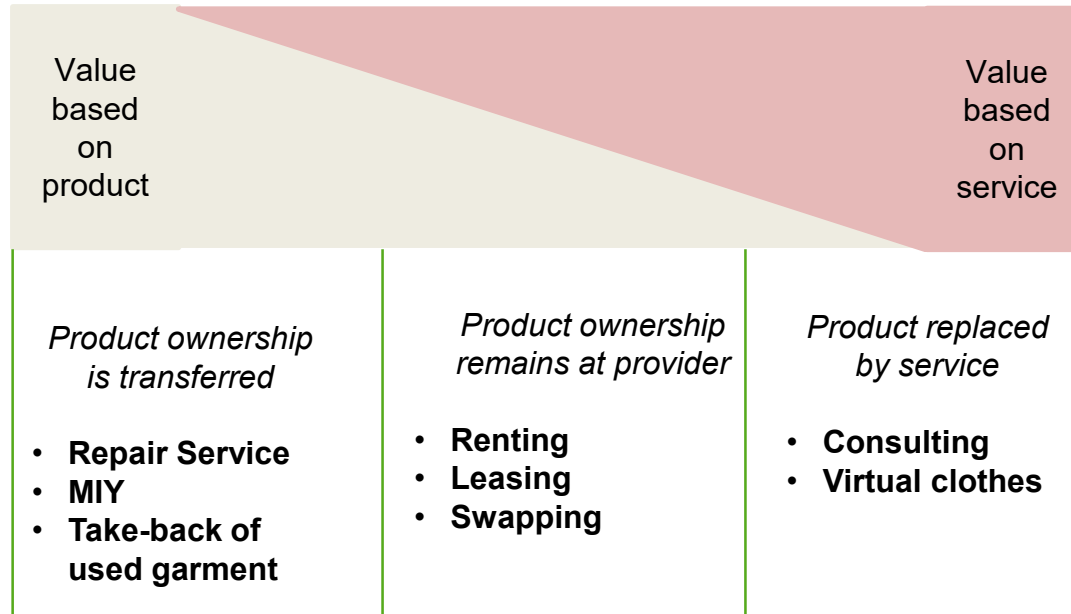 Value
based
on
product
Value
based
on
service
Product ownership
is transferred
• Repair Service
• MIY
• Take-back of
used garment
Product ownership
remains at provider
• Renting
• Leasing
• Swapping
Product replaced
by service
• Consulting
• Virtual clothes